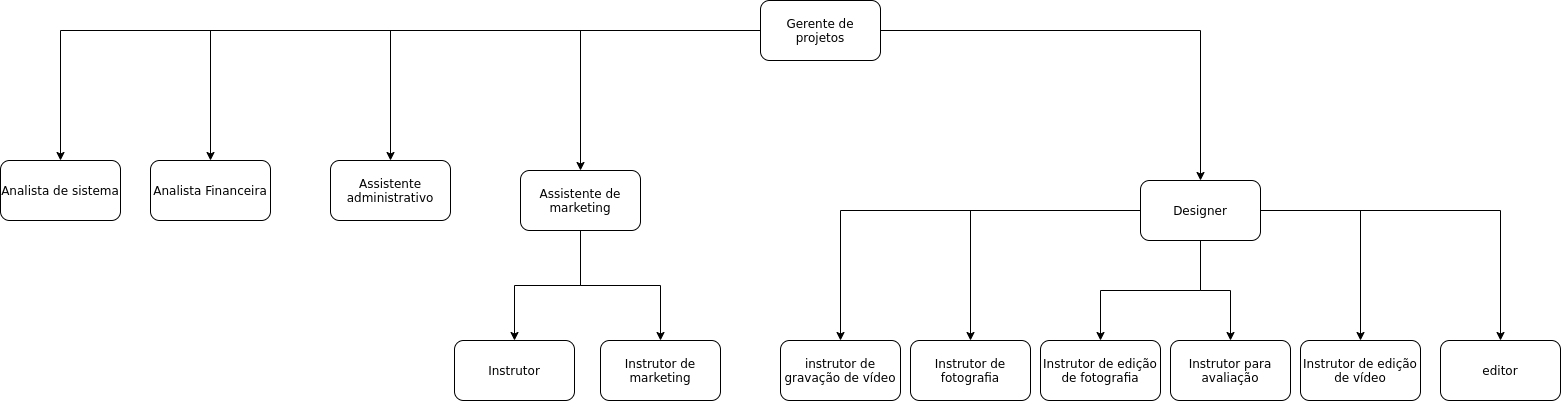 Gerente de
projetos
Analista de sistema
Analista Financeira
Assistente
administrativo
Assistente de
marketing
Designer
Instrutor
Instrutor de
marketing
instrutor de
gravação de vídeo
Instrutor de
fotografia
Instrutor de edição
de fotografia
Instrutor para
avaliação
Instrutor de edição
de vídeo
editor